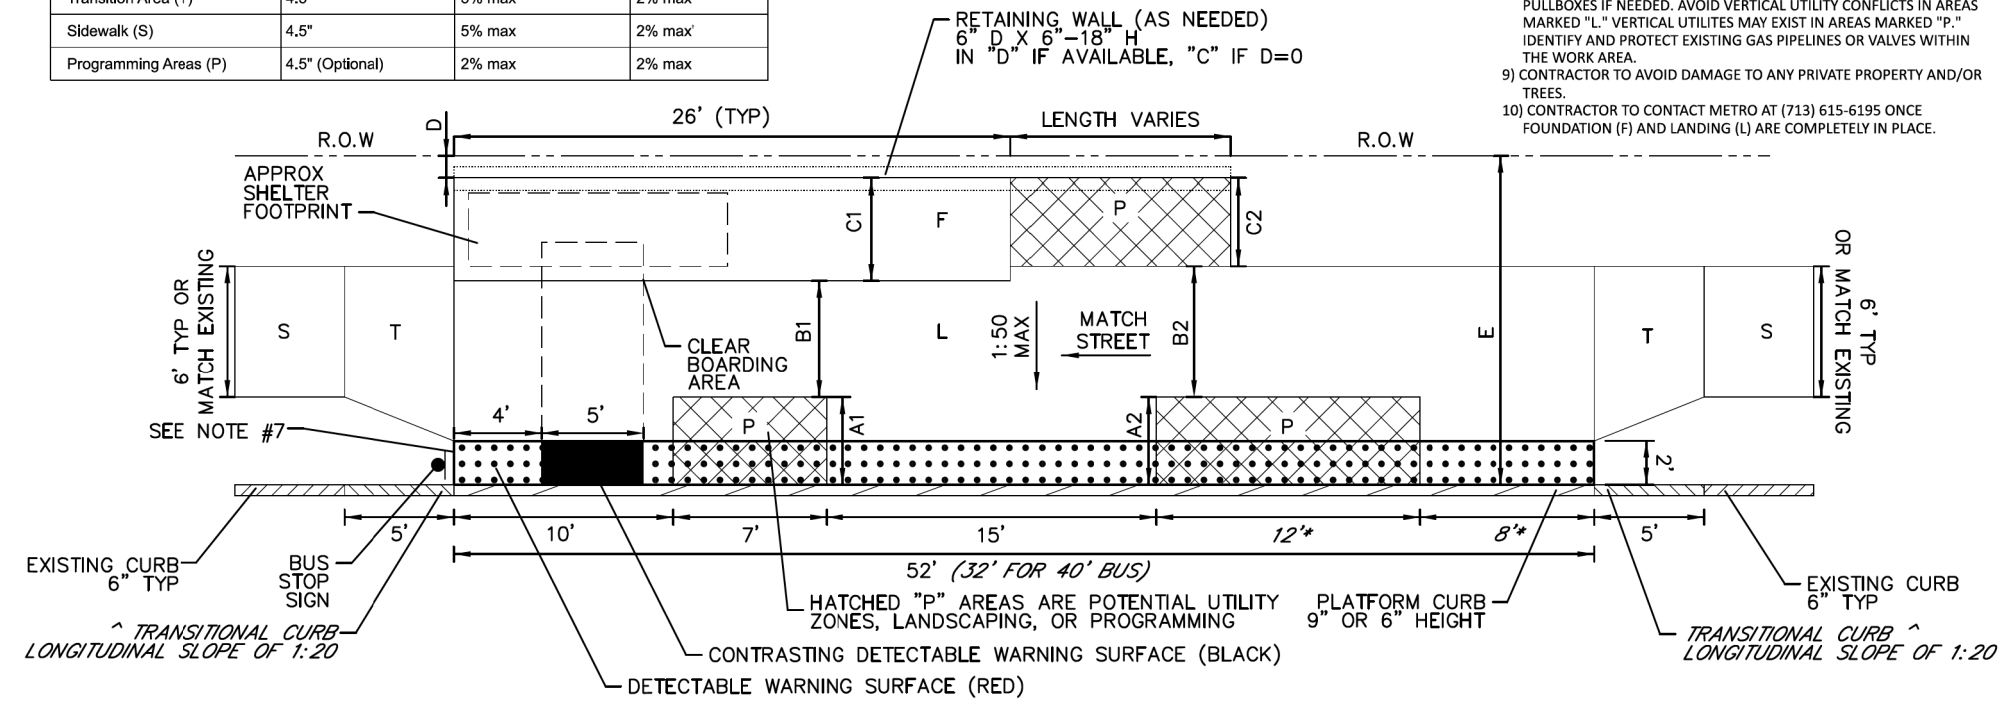 Sidewalk (S) 4.5" 5% max 2% max'
Programming Areas (P) 4.5" (Optional) 2% max 2% max
PULLBOXES IF NEEDED. AVOID VERTICAL UTILITY CONFLICTS IN AREAS
MARKED "L." VERTICAL UTILITES MAY EXIST IN AREAS MARKED "P."
IDENTIFY AND PROTECT EXISTING GAS PIPELINES OR VALVES WITHIN
THE WORK AREA.
9) CONTRACTOR TO AVOID DAMAGE TO ANY PRIVATE PROPERTY AND/OR
TREES.
10) CONTRACTOR TO CONTACT METRO AT (713) 615-6195 ONCE
FOUNDATION (F) AND LANDING (L) ARE COMPLETELY IN PLACE.
RETAINING WALL (AS NEEDED)
6" D X 6"-18" H
IN "D" IF AVAILABLE, "C" IF D=0
D
26' (TYP)
LENGTH VARIES
R.O.W
R.O.W
APPROX
SHELTER
FOOTPRINT
C1
F
P
C2
6' TYP OR
MATCH EXISTING
S
T
B1
L
1:50
MAX
MATCH
STREET
B2
E
T
S
6' TYP
OR MATCH EXISTING
CLEAR
BOARDING
AREA
4'
5'
P
A1
A2
P
2'
SEE NOTE #7
5'
10'
7'
15'
12'*
8'*
5'
52' (32' FOR 40' BUS)
EXISTING CURB
6" TYP
BUS
STOP
SIGN
^ TRANSITIONAL CURB
LONGITUDINAL SLOPE OF 1:20
HATCHED "P" AREAS ARE POTENTIAL UTILITY
ZONES, LANDSCAPING, OR PROGRAMMING
PLATFORM CURB
9" OR 6" HEIGHT
EXISTING CURB
6" TYP
TRANSITIONAL CURB ^
LONGITUDINAL SLOPE OF 1:20
CONTRASTING DETECTABLE WARNING SURFACE (BLACK)
DETECTABLE WARNING SURFACE (RED)